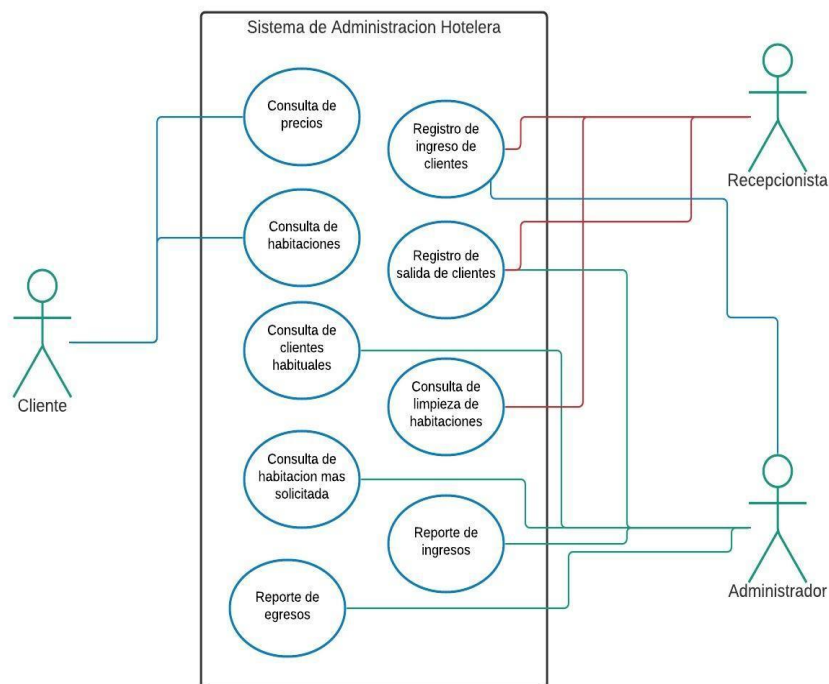 Sistema de Administracion Hotelera
Consulta de
precios
Registro de
ingreso de
clientes
Recepcionista
Consulta de
habitaciones
Registro de
salida de clientes
Cliente
Consulta de
clientes
habituales
Consulta de
limpieza de
habitaciones
Consulta de
habitacion mas
solicitada
Reporte de
ingresos
Administrador
Reporte de
egresos